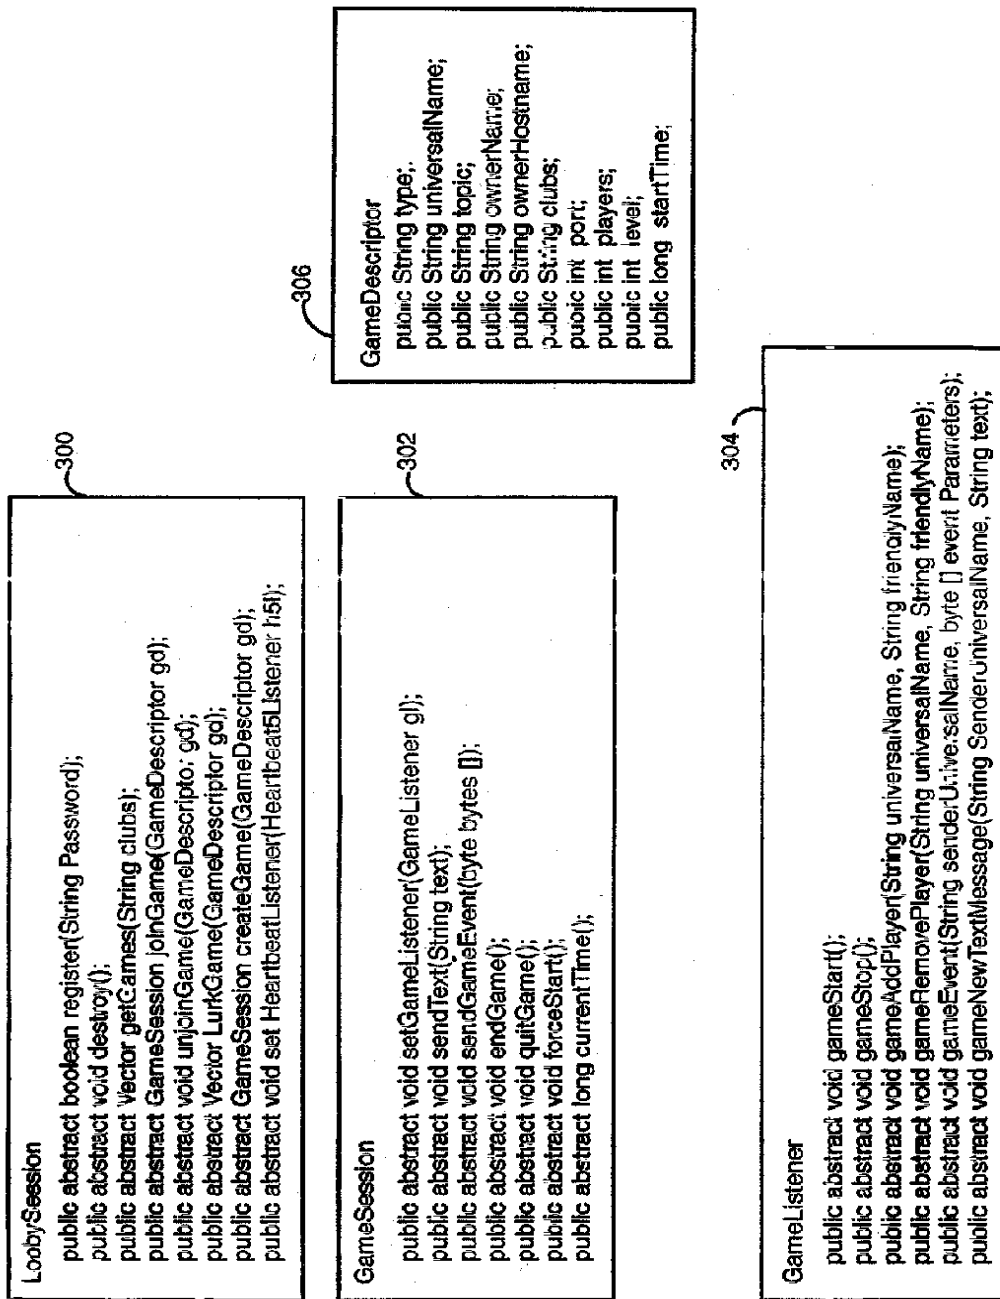 LoobySession
public abstract boolean register(String Password);
public abstract void destroy();
public abstract Vector getGames(String clubs);
public abstract GameSession joinGame(GameDescriptor gd);
public abstract void unjoinGame(GameDescriptor gd);
public abstract Vector LurkGame(GameDescriptor gd);
public abstract GameSession createGame(GameDescriptor gd);
public abstract void set HeartbeatListener(Heartbeat5Listener h5l);
300
GameSession
public abstract void setGameListener(GameListener gl);
public abstract void sendText(String text);
public abstract void sendGameEvent(byte bytes []);
public abstract void endGame();
public abstract void quitGame();
public abstract void forceStart();
public abstract long currentTime();
302
GameDescriptor
public String type;
public String universalName;
public String topic;
public String ownerName;
public String ownerHostname;
public String clubs;
public int port;
public int players;
public int level;
public long startTime;
306
GameListener
public abstract void gameStart();
public abstract void gameStop();
public abstract void gameAddPlayer(String universalName, String friendlyName);
public abstract void gameRemovePlayer(String universalName, String friendlyName);
public abstract void gameEvent(String senderUniversalName, byte [] event Parameters);
public abstract void gameNewTextMessage(String SenderUniversalName, String text);
304